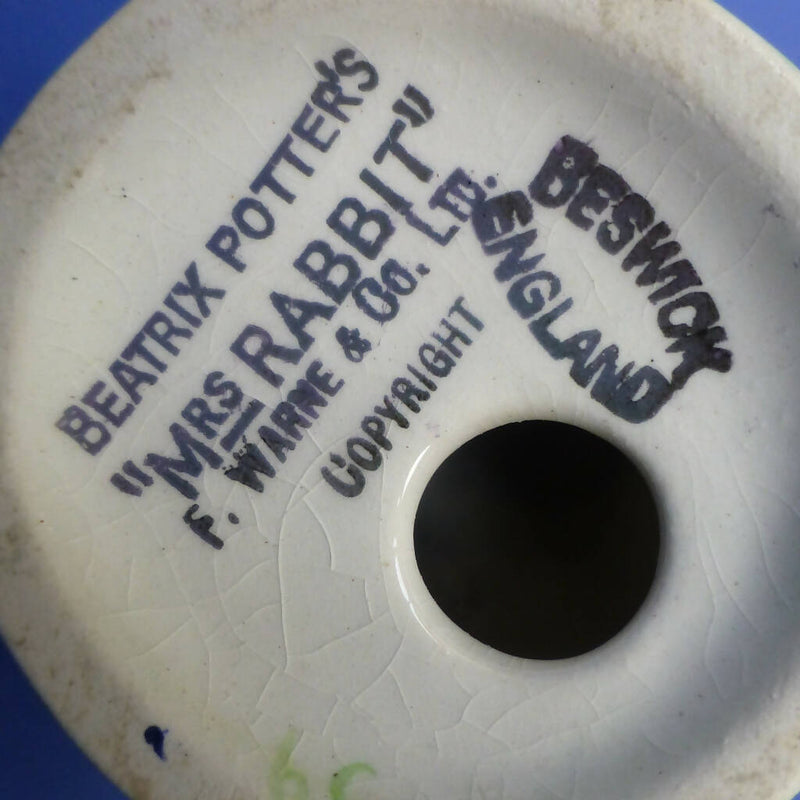 BEATRIX POTTER'S
"MRS RABBIT"
F. WARNE & Co. LTD.
COPYRIGHT
BESWICK
ENGLAND